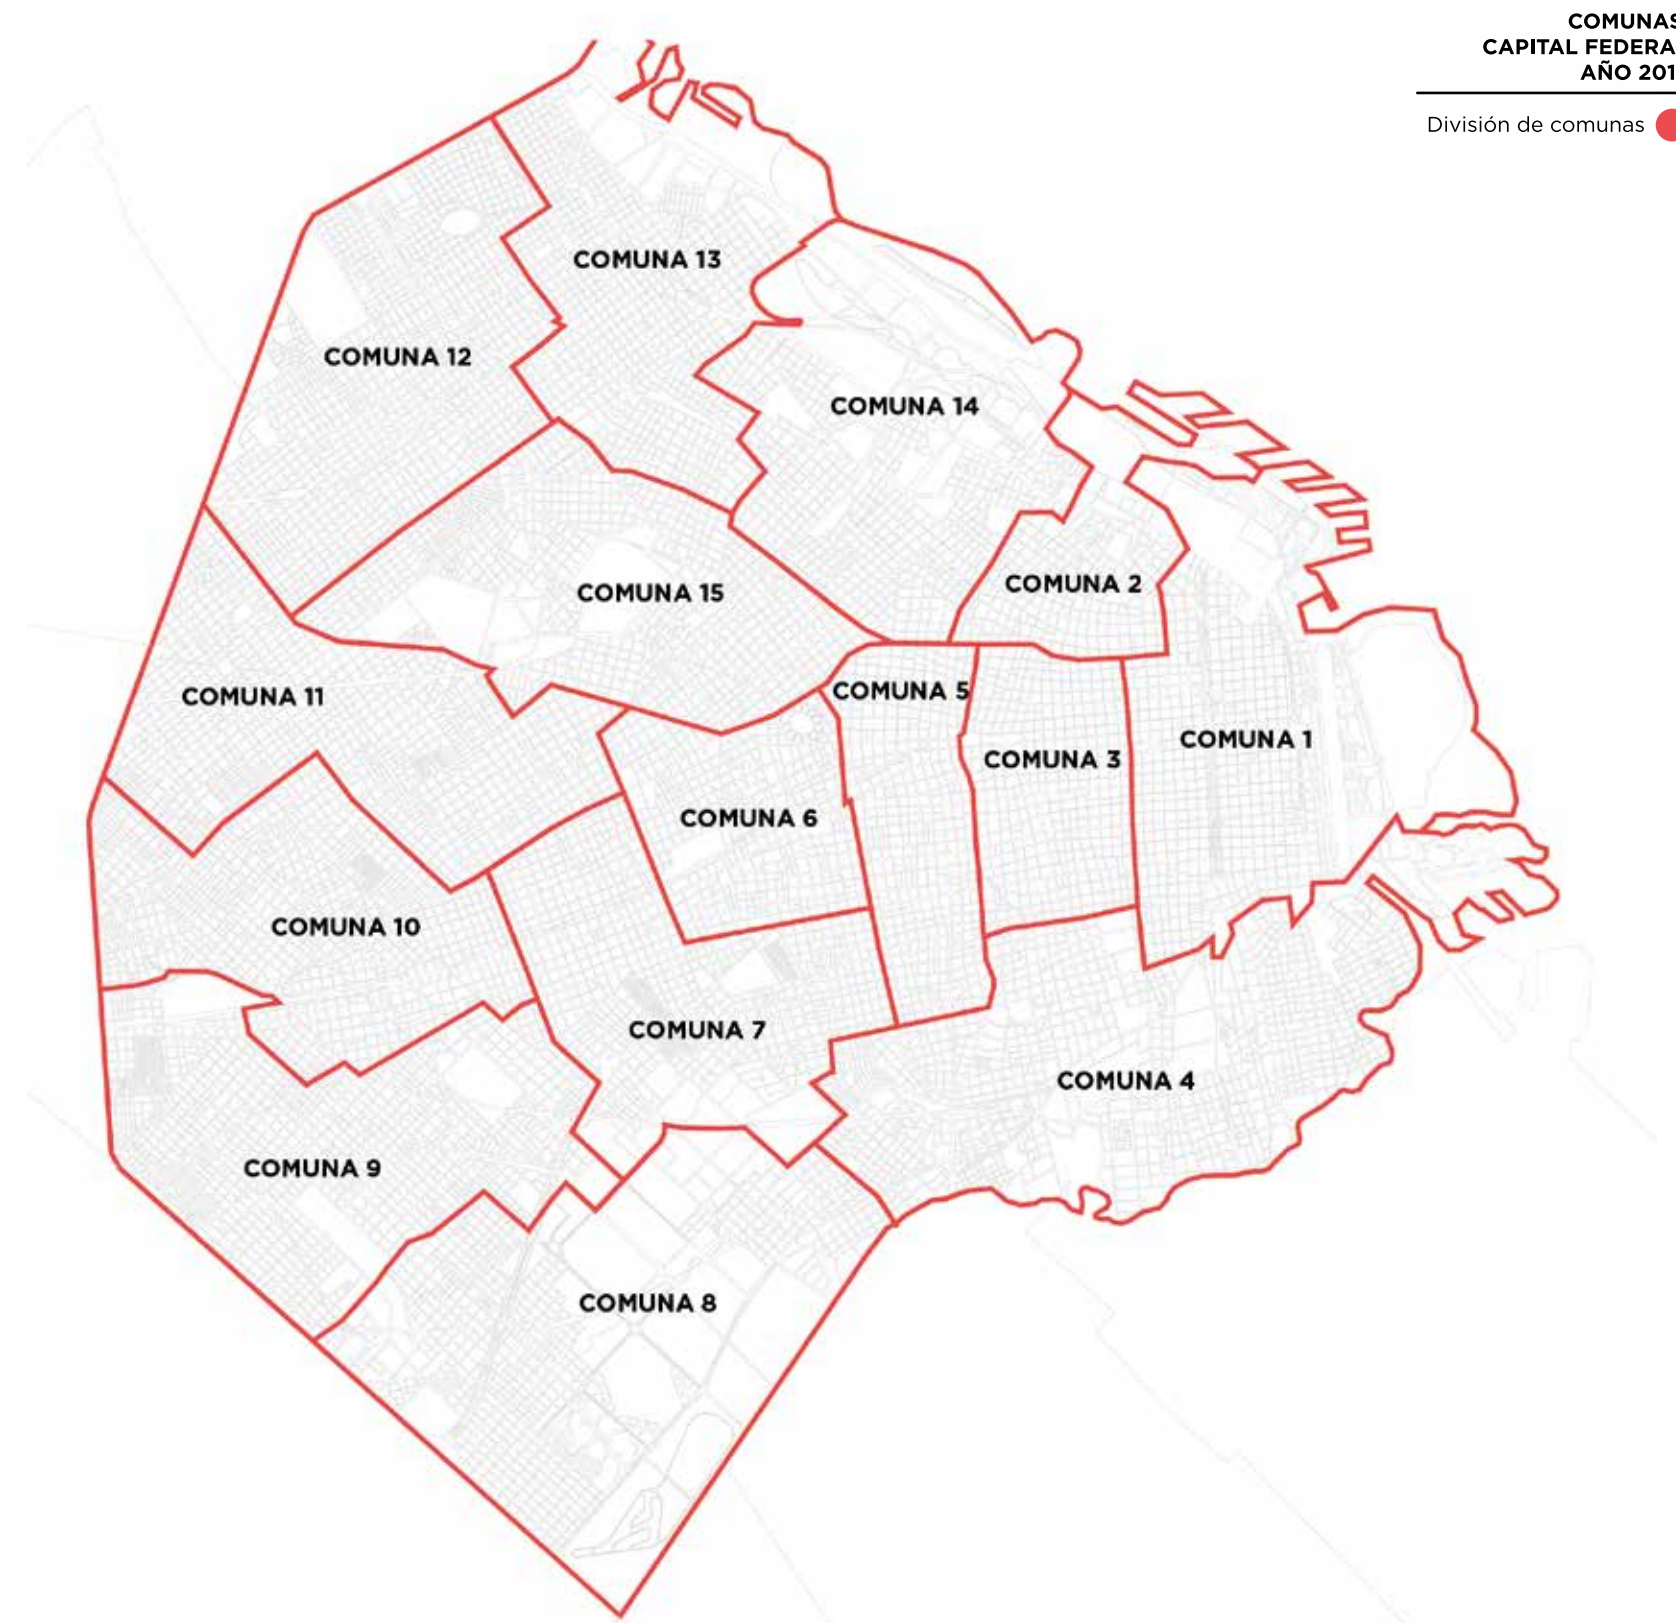 COMUNAS
CAPITAL FEDERA
AÑO 201
División de comunas
COMUNA 13
COMUNA 12
COMUNA 14
COMUNA 2
COMUNA 15
COMUNA 5
COMUNA 11
COMUNA 1
COMUNA 3
COMUNA 6
COMUNA 10
COMUNA 7
COMUNA 4
COMUNA 9
COMUNA 8